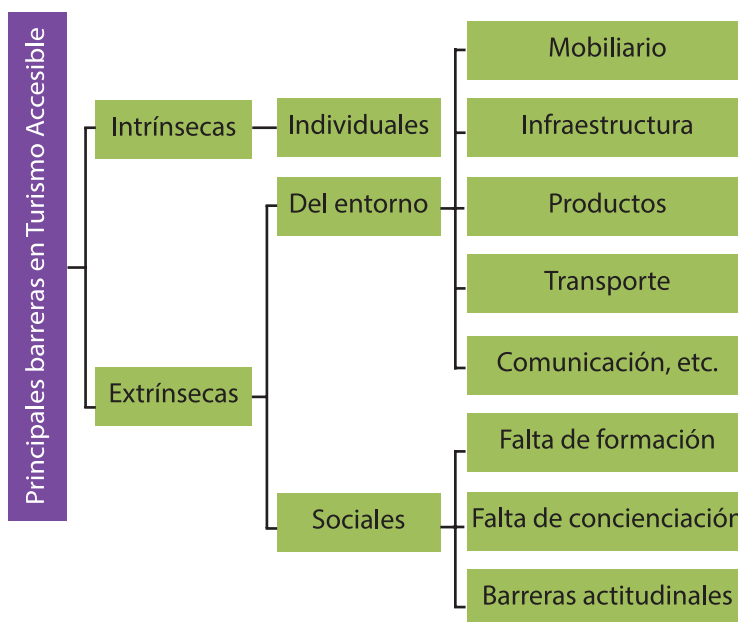 Principales barreras en Turismo Accesible
Intrínsecas
Individuales
Extrínsecas
Del entorno
Mobiliario
Infraestructura
Productos
Transporte
Comunicación, etc.
Sociales
Falta de formación
Falta de concienciación
Barreras actitudinales